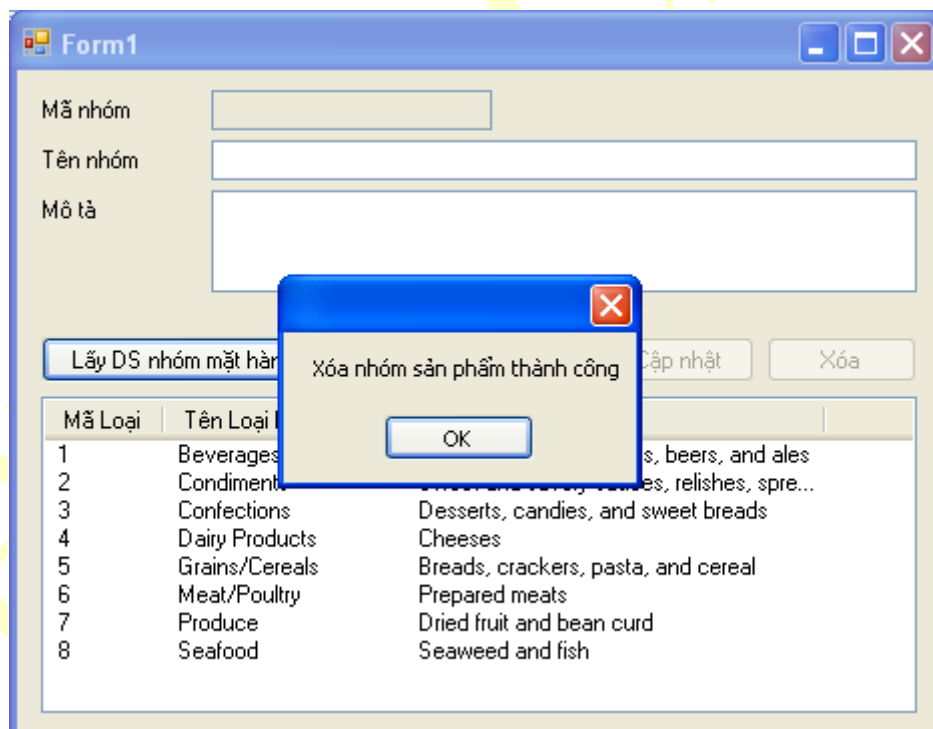 Form1
Mã nhóm
Tên nhóm
Mô tả
Xóa nhóm sản phẩm thành công
OK
Lấy DS nhóm mặt hàn
Cập nhật
Xóa
Mã Loại Tên Loại
1 Beverages s, beers, and ales
2 Condiment es, relishes, spre...
3 Confections Desserts, candies, and sweet breads
4 Dairy Products Cheeses
5 Grains/Cereals Breads, crackers, pasta, and cereal
6 Meat/Poultry Prepared meats
7 Produce Dried fruit and bean curd
8 Seafood Seaweed and fish